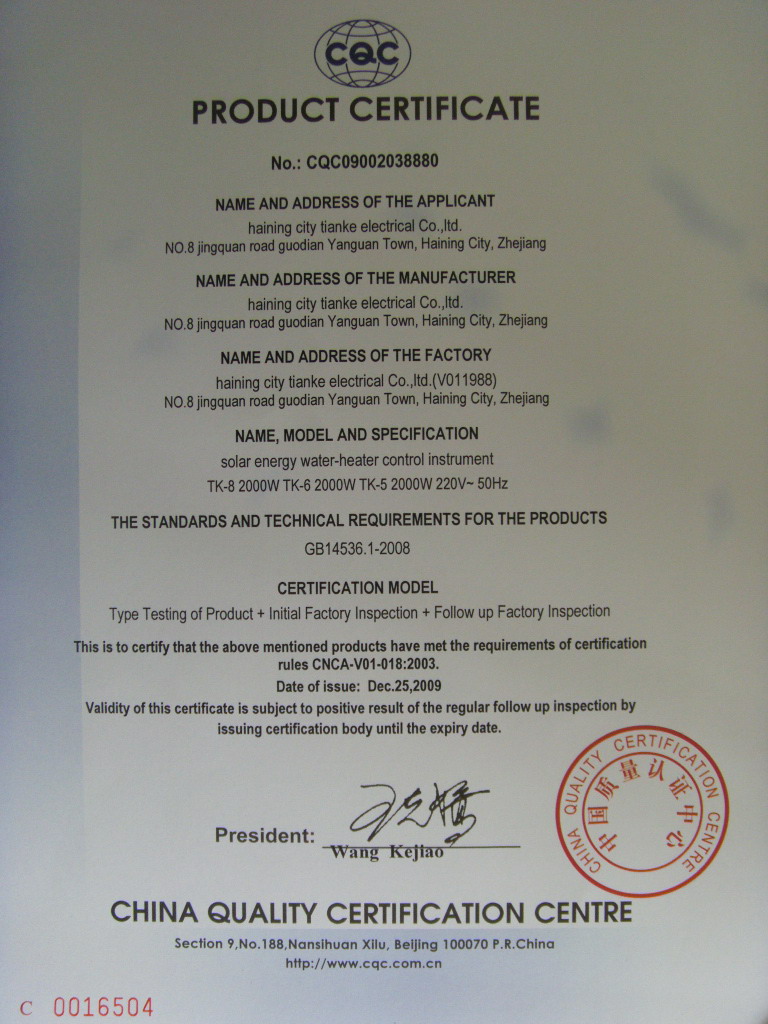 CQC
PRODUCT CERTIFICATE
No.: CQC09002038880
NAME AND ADDRESS OF THE APPLICANT
haining city tianke electrical Co.,ltd.
NO.8 jingquan road guodian Yanguan Town, Haining City, Zhejiang
NAME AND ADDRESS OF THE MANUFACTURER
haining city tianke electrical Co.,ltd.
NO.8 jingquan road guodian Yanguan Town, Haining City, Zhejiang
NAME AND ADDRESS OF THE FACTORY
haining city tianke electrical Co.,ltd.(V011988)
NO.8 jingquan road guodian Yanguan Town, Haining City, Zhejiang
NAME, MODEL AND SPECIFICATION
solar energy water-heater control instrument
TK-8 2000W TK-6 2000W TK-5 2000W 220V~ 50Hz
THE STANDARDS AND TECHNICAL REQUIREMENTS FOR THE PRODUCTS
GB14536.1-2008
CERTIFICATION MODEL
Type Testing of Product + Initial Factory Inspection + Follow up Factory Inspection
This is to certify that the above mentioned products have met the requirements of certification
rules CNCA-V01-018:2003.
Date of issue: Dec.25,2009
Validity of this certificate is subject to positive result of the regular follow up inspection by
issuing certification body until the expiry date.
CHINA QUALITY CERTIFICATION CENTRE
中国质量认证中心
President:
Wang Kejiao
CHINA QUALITY CERTIFICATION CENTRE
Section 9,No.188,Nansihuan Xilu, Beijing 100070 P.R.China
http://www.cqc.com.cn
C 0016504